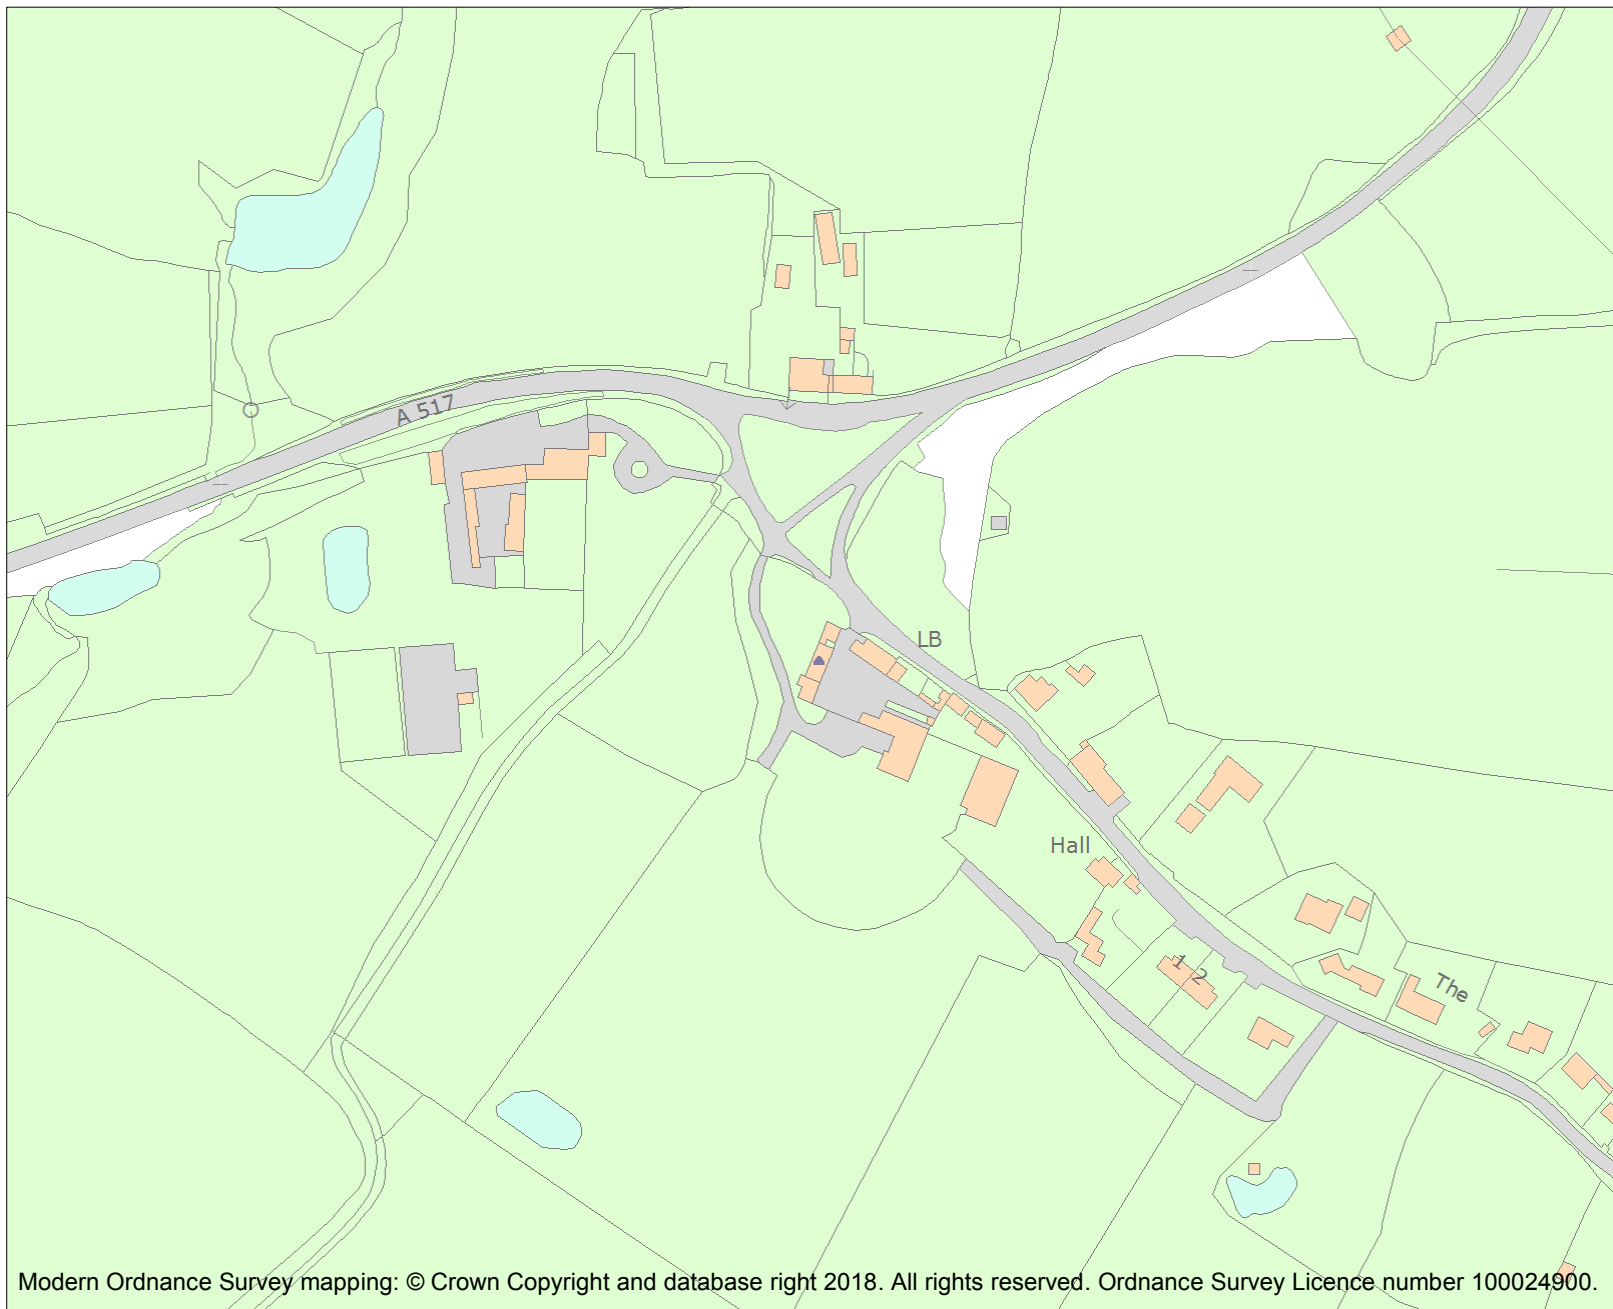 A 517
LB
Hall
1 2
The
Modern Ordnance Survey mapping: © Crown Copyright and database right 2018. All rights reserved. Ordnance Survey Licence number 100024900.